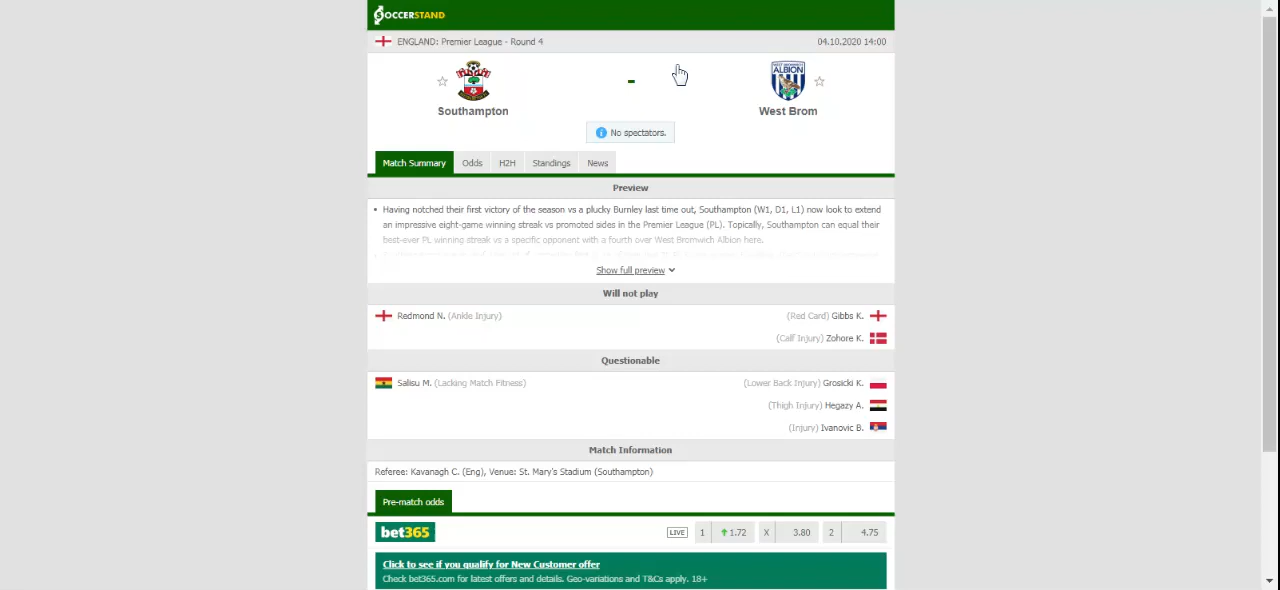 SOCCERSTAND
ENGLAND: Premier League - Round 4 04.10.2020 14:00
ALBION
Southampton - West Brom
No spectators.
Match Summary Odds H2H Standings News
Preview
• Having notched their first victory of the season vs a plucky Burnley last time out, Southampton (W1, D1, L1) now look to extend
an impressive eight-game winning streak vs promoted sides in the Premier League (PL). Topically, Southampton can equal their
best-ever PL winning streak vs a specific opponent with a fourth over West Bromwich Albion here.
Show full preview
Will not play
Redmond N. (Ankle Injury) (Red Card) Gibbs K.
(Calf Injury) Zohore K.
Questionable
Salisu M. (Lacking Match Fitness) (Lower Back Injury) Grosicki K.
(Thigh Injury) Hegazy A.
(Injury) Ivanovic B.
Match Information
Referee: Kavanagh C. (Eng), Venue: St. Mary's Stadium (Southampton)
Pre-match odds
bet365 LIVE 1 1.72 X 3.80 2 4.75
Click to see if you qualify for New Customer offer
Check bet365.com for latest offers and details. Geo-variations and T&Cs apply. 18+